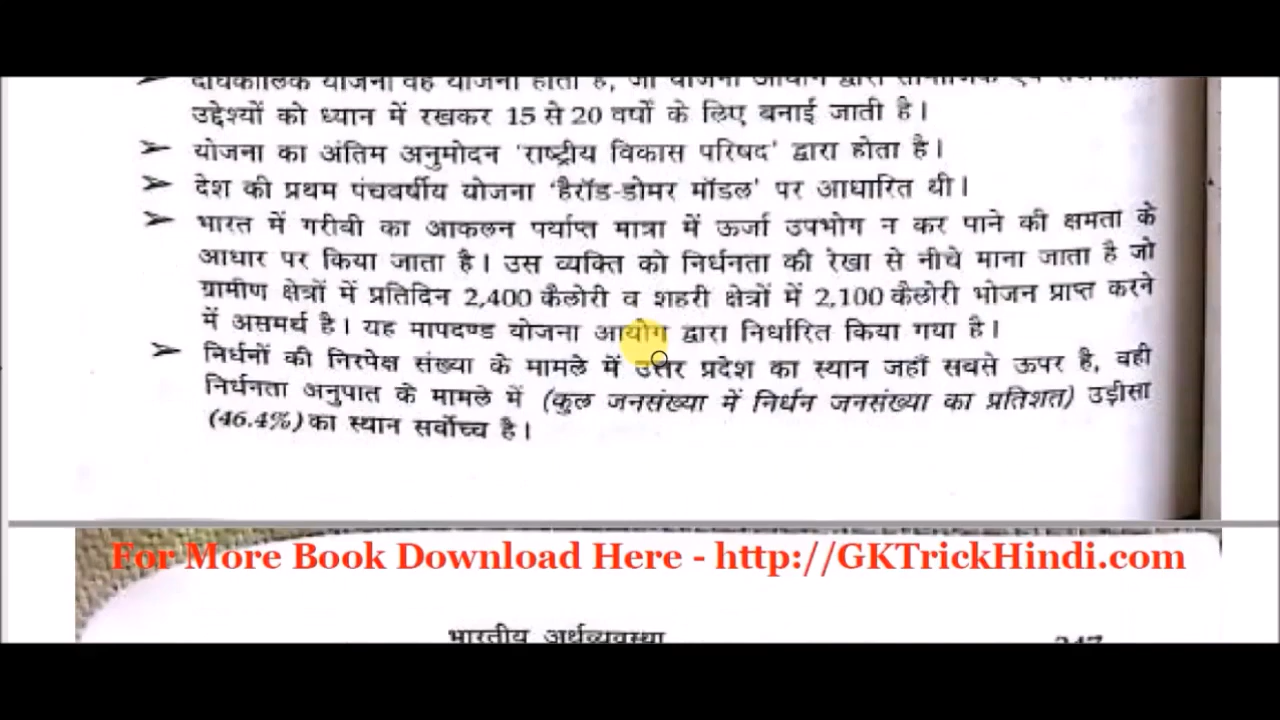 उद्देश्यों को ध्यान में रखकर 15 से 20 वर्षों के लिए बनाई जाती है।
➤ योजना का अंतिम अनुमोदन 'राष्ट्रीय विकास परिषद' द्वारा होता है।
➤ देश की प्रथम पंचवर्षीय योजना 'हैरॉड-डोमर मॉडल' पर आधारित थी।
➤ भारत में गरीबी का आकलन पर्याप्त मात्रा में ऊर्जा उपभोग न कर पाने की क्षमता के
आधार पर किया जाता है। उस व्यक्ति को निर्धनता की रेखा से नीचे माना जाता है जो
ग्रामीण क्षेत्रों में प्रतिदिन 2,400 कैलोरी व शहरी क्षेत्रों में 2,100 कैलोरी भोजन प्राप्त करने
में असमर्थ है। यह मापदण्ड योजना आयोग द्वारा निर्धारित किया गया है।
➤ निर्धनों की निरपेक्ष संख्या के मामले में उत्तर प्रदेश का स्थान जहाँ सबसे ऊपर है, वही
निर्धनता अनुपात के मामले में (कुल जनसंख्या में निर्धन जनसंख्या का प्रतिशत) उड़ीसा
(46.4%) का स्थान सर्वोच्च है।
For More Book Download Here - http://GKTrickHindi.com
भारतीय अर्थव्यवस्था